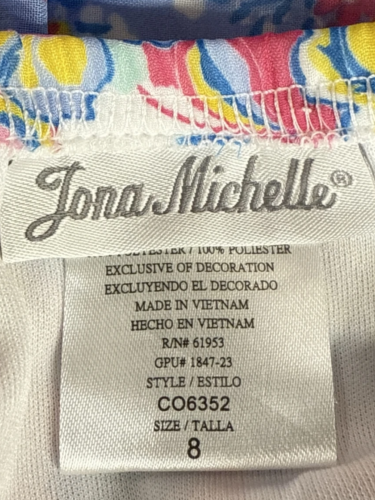 Jona Michelle®
POLYESTER / 100% POLIESTER
EXCLUSIVE OF DECORATION
EXCLUYENDO EL DECORADO
MADE IN VIETNAM
HECHO EN VIETNAM
R/N# 61953
GPU# 1847-23
STYLE / ESTILO
CO6352
SIZE / TALLA
8